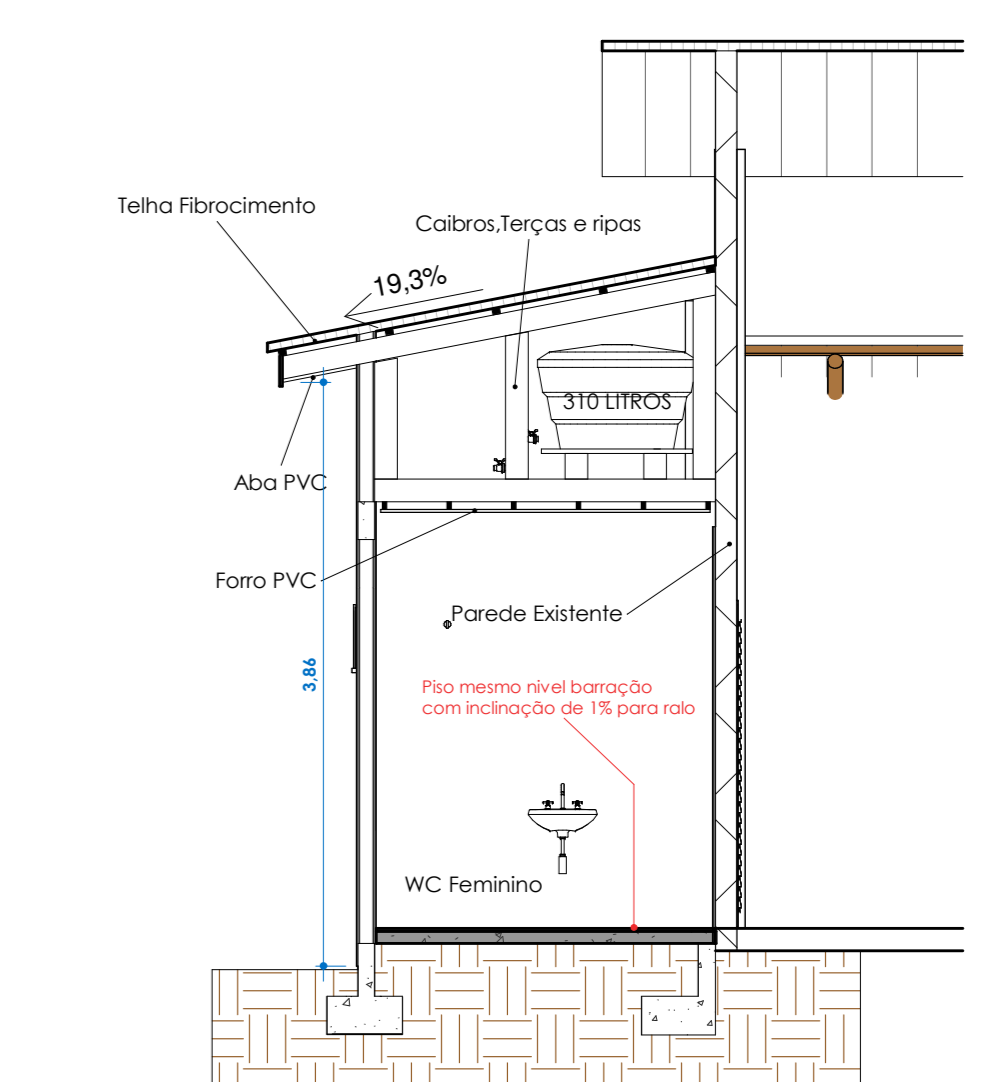 Telha Fibrocimento
Caibros,Terças e ripas
19,3%
310 LITROS
Aba PVC
Forro PVC
Parede Existente
3,86
Piso mesmo nivel barração
com inclinação de 1% para ralo
WC Feminino